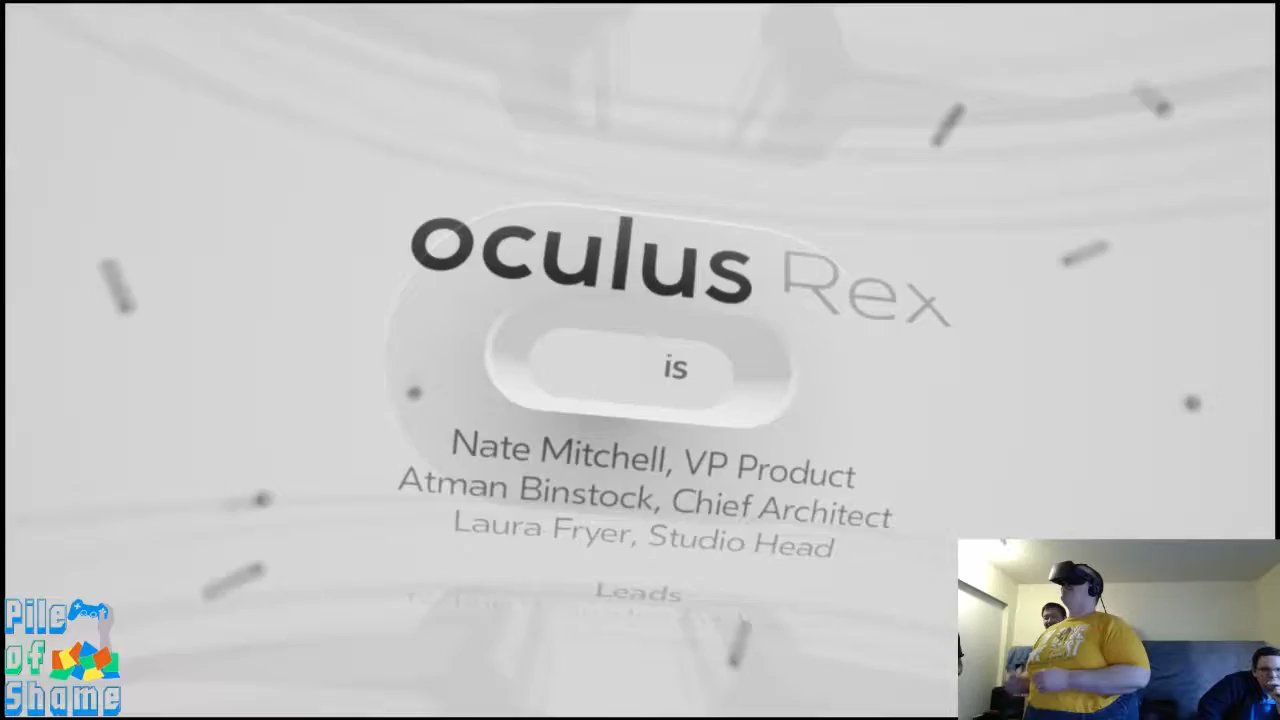 oculus Rex
is
Nate Mitchell, VP Product
Atman Binstock, Chief Architect
Laura Fryer, Studio Head
Leads
Pile
of
Shame